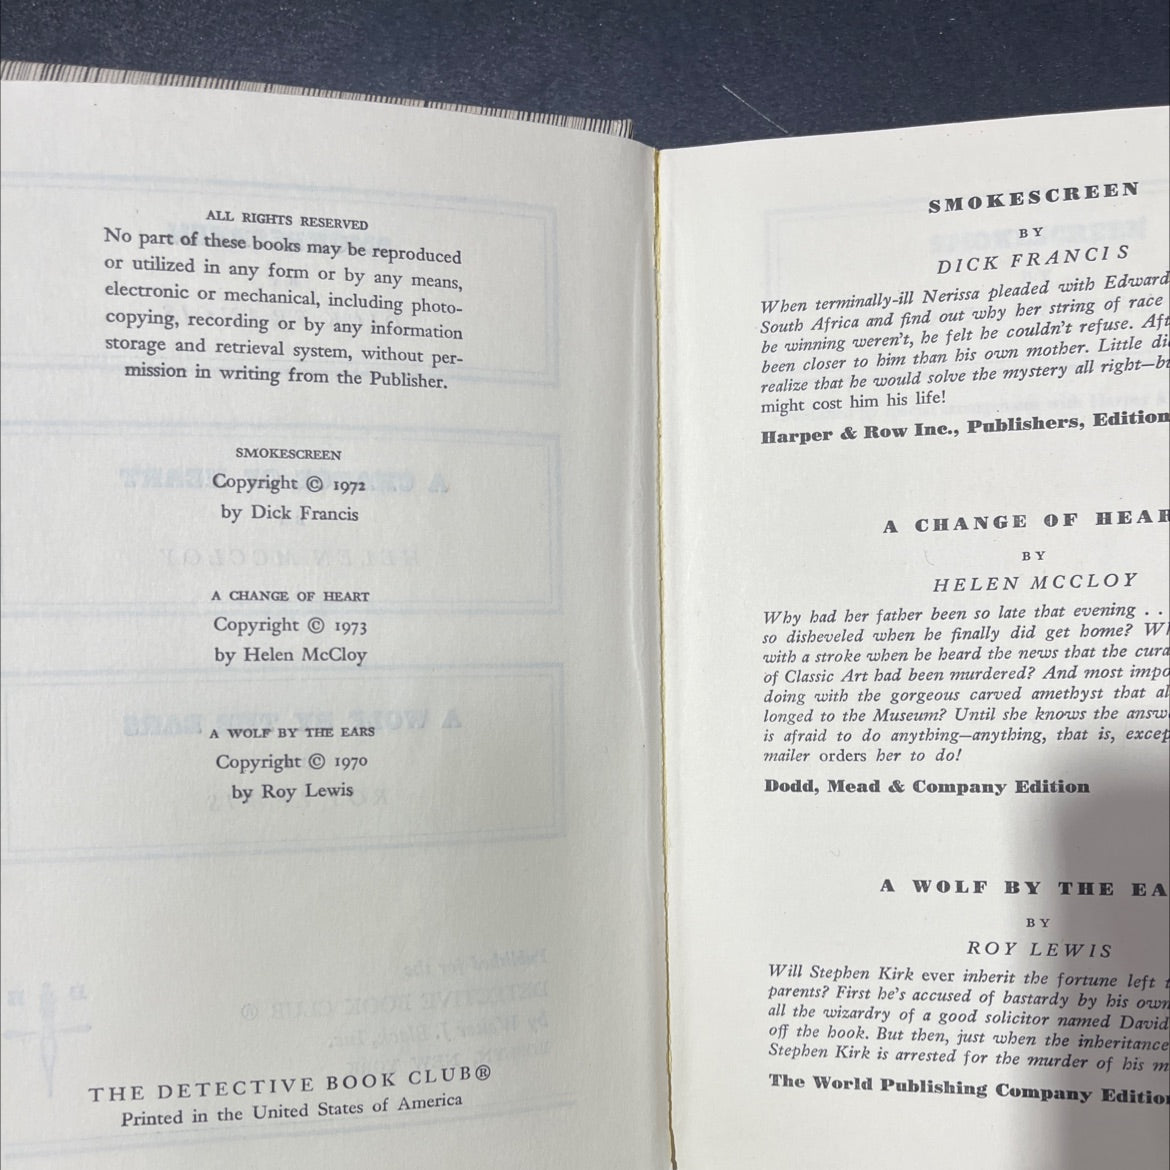 ALL RIGHTS RESERVED
No part of these books may be reproduced
or utilized in any form or by any means,
electronic or mechanical, including photo-
copying, recording or by any information
storage and retrieval system, without per-
mission in writing from the Publisher.
SMOKESCREEN
Copyright © 1972
by Dick Francis
A CHANGE OF HEART
Copyright © 1973
by Helen McCloy
A WOLF BY THE EARS
Copyright © 1970
by Roy Lewis
THE DETECTIVE BOOK CLUB®
Printed in the United States of America
SMOKESCREEN
BY
DICK FRANCIS
When terminally-ill Nerissa pleaded with Edward
South Africa and find out why her string of race
be winning weren't, he felt he couldn't refuse. Aft
been closer to him than his own mother. Little di
realize that he would solve the mystery all right—bu
might cost him his life!
Harper & Row Inc., Publishers, Edition
A CHANGE OF HEAR
BY
HELEN MCCLOY
Why had her father been so late that evening . .
so disheveled when he finally did get home? Wh
with a stroke when he heard the news that the cura
of Classic Art had been murdered? And most impo
doing with the gorgeous carved amethyst that al
longed to the Museum? Until she knows the answ
is afraid to do anything—anything, that is, excep
mailer orders her to do!
Dodd, Mead & Company Edition
A WOLF BY THE EA
BY
ROY LEWIS
Will Stephen Kirk ever inherit the fortune left t
parents? First he's accused of bastardy by his own
all the wizardry of a good solicitor named David
off the hook. But then, just when the inheritance
Stephen Kirk is arrested for the murder of his m
The World Publishing Company Edition